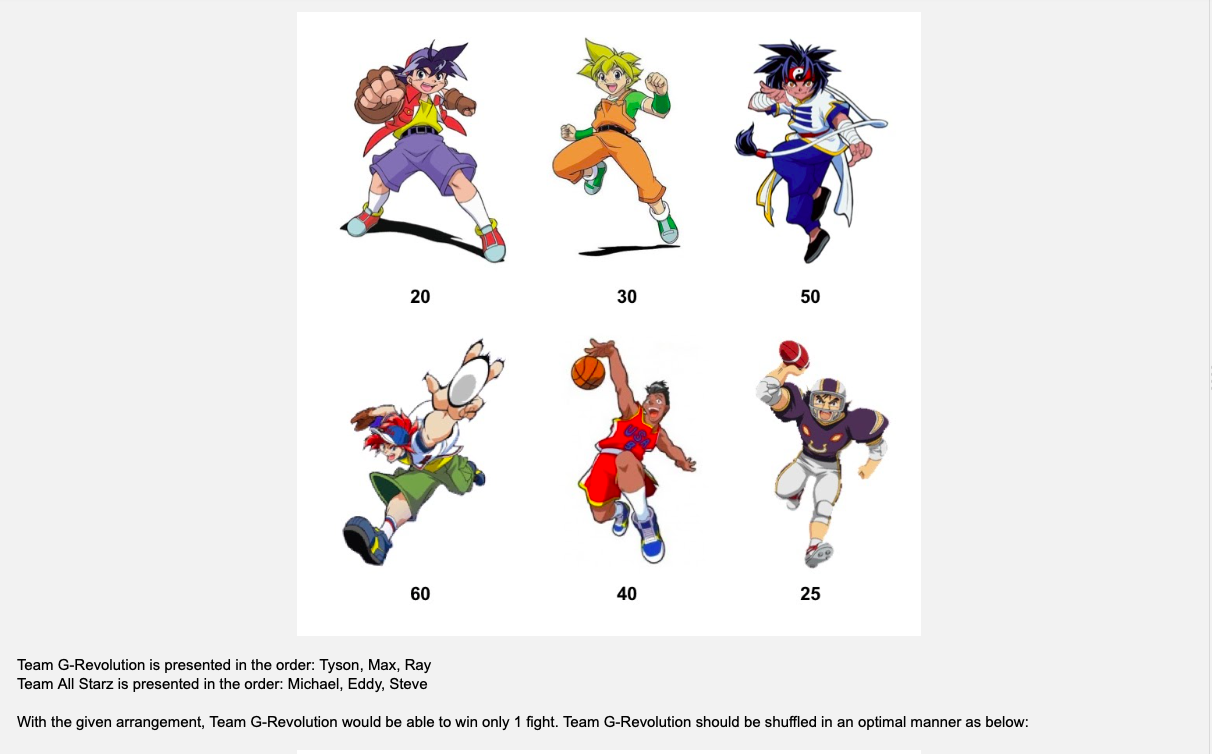 20 30 50
60 40 25
Team G-Revolution is presented in the order: Tyson, Max, Ray
Team All Starz is presented in the order: Michael, Eddy, Steve
With the given arrangement, Team G-Revolution would be able to win only 1 fight. Team G-Revolution should be shuffled in an optimal manner as below: